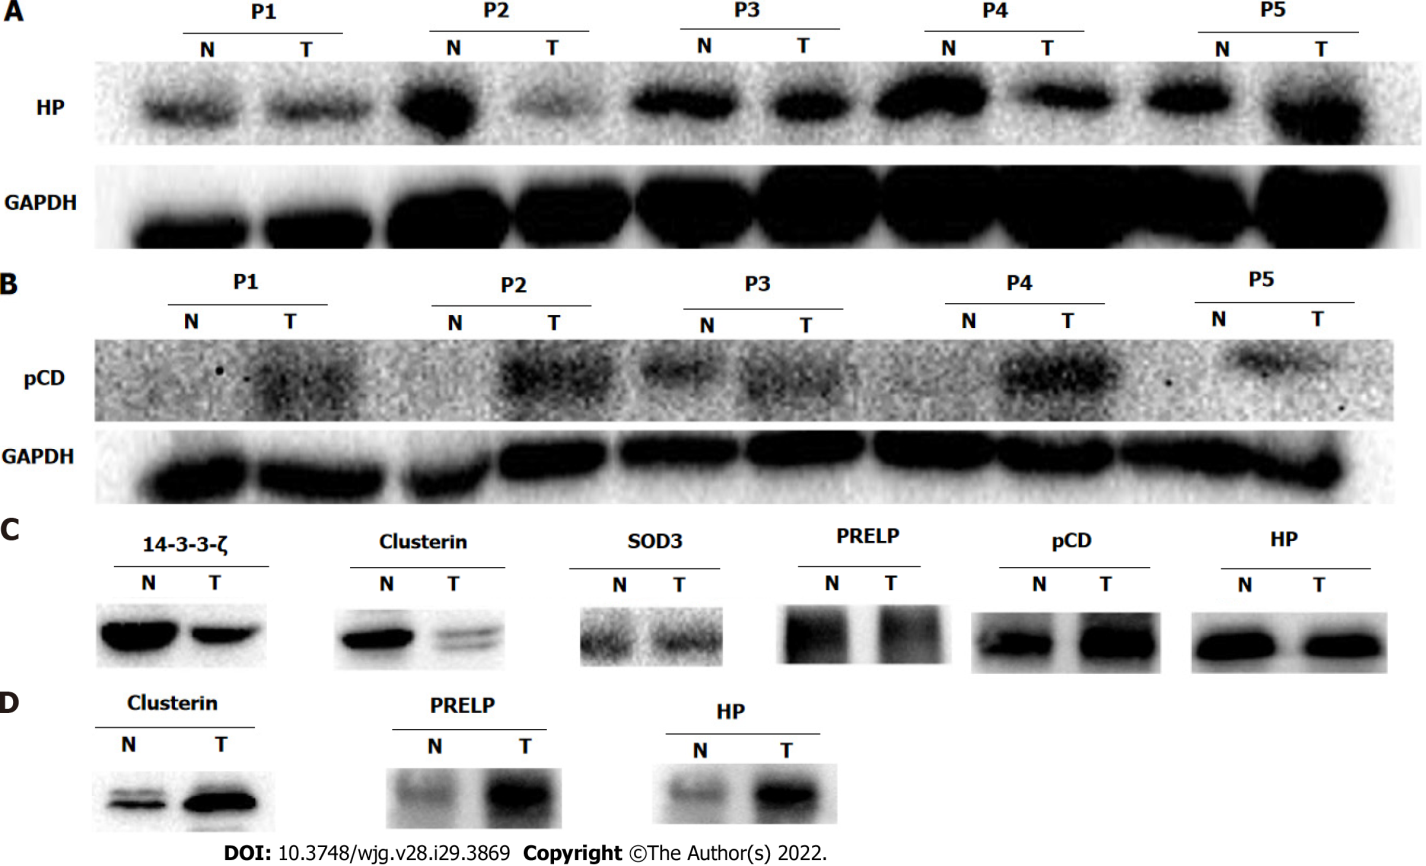 A P1 P2 P3 P4 P5
N T N T N T N T N T
HP
GAPDH
B P1 P2 P3 P4 P5
N T N T N T N T N T
pCD
GAPDH
C 14-3-3-ζ Clusterin SOD3 PRELP pCD HP
N T N T N T N T N T N T
D Clusterin PRELP HP
N T N T N T
DOI: 10.3748/wjg.v28.i29.3869 Copyright ©The Author(s) 2022.